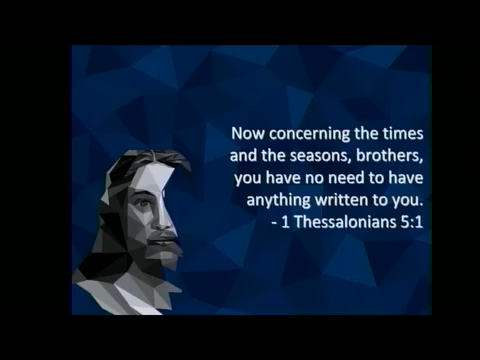 Now concerning the times
and the seasons, brothers,
you have no need to have
anything written to you.
- 1 Thessalonians 5:1